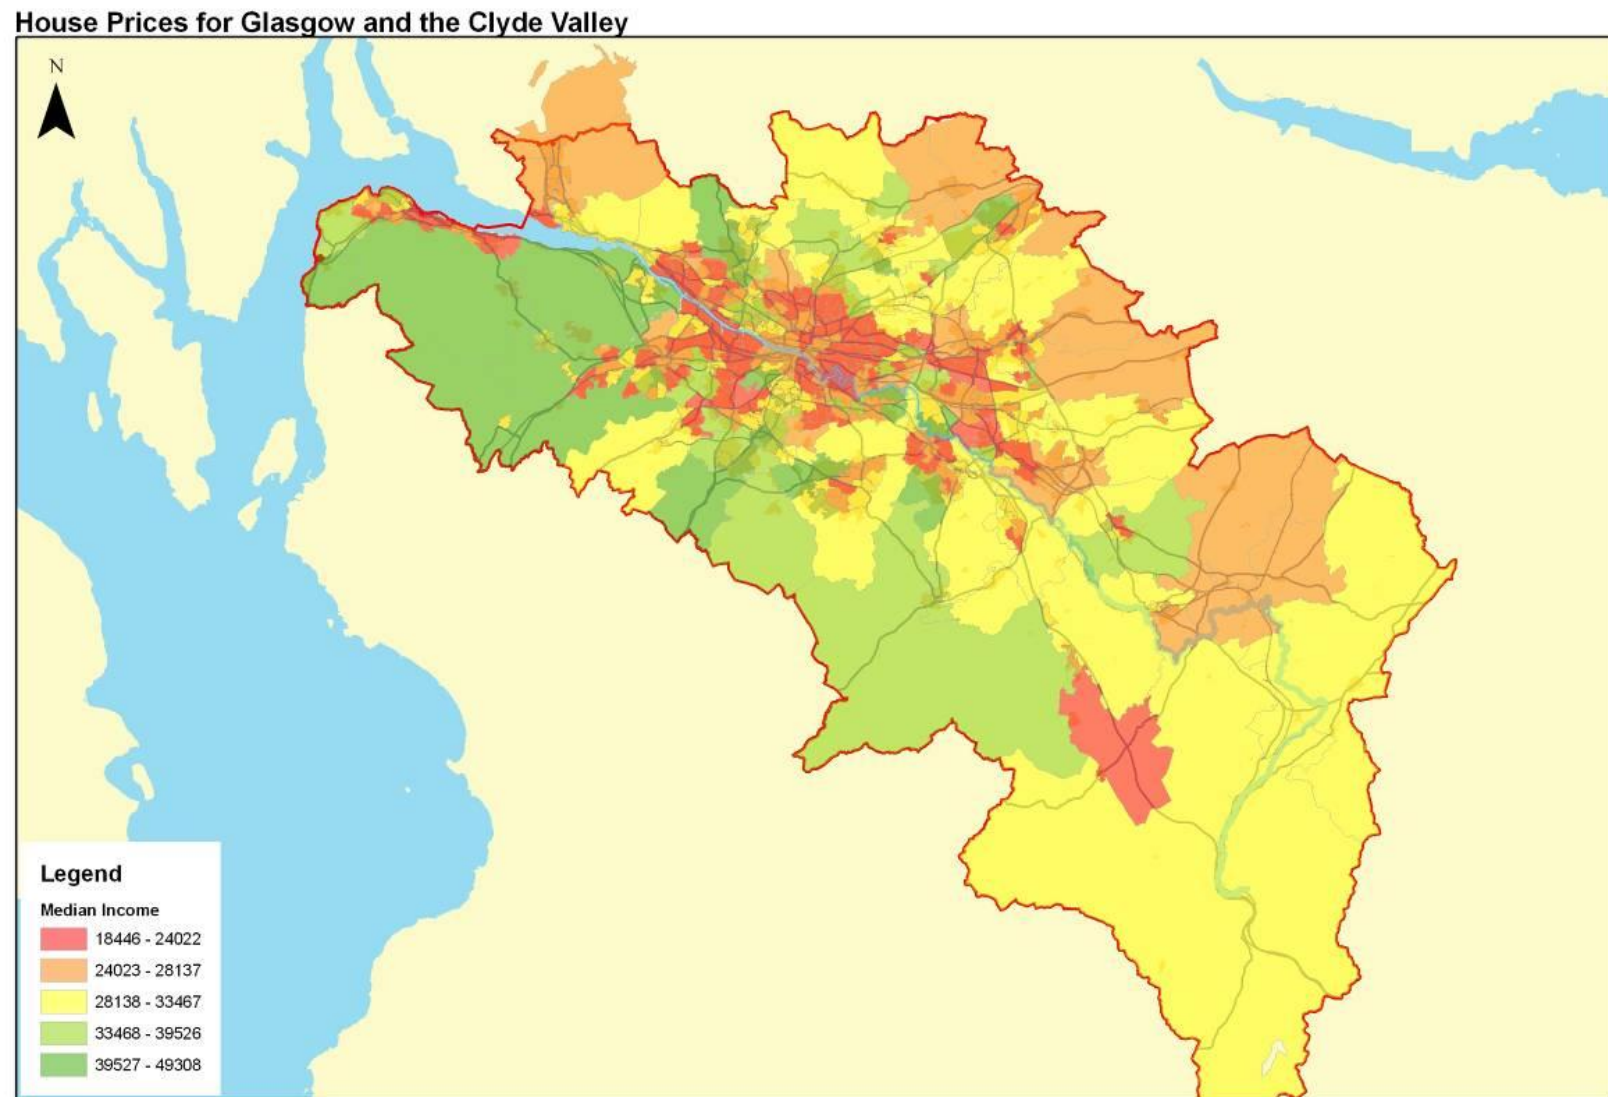 House Prices for Glasgow and the Clyde Valley
N
Legend
Median Income
18446 - 24022
24023 - 28137
28138 - 33467
33468 - 39526
39527 - 49308